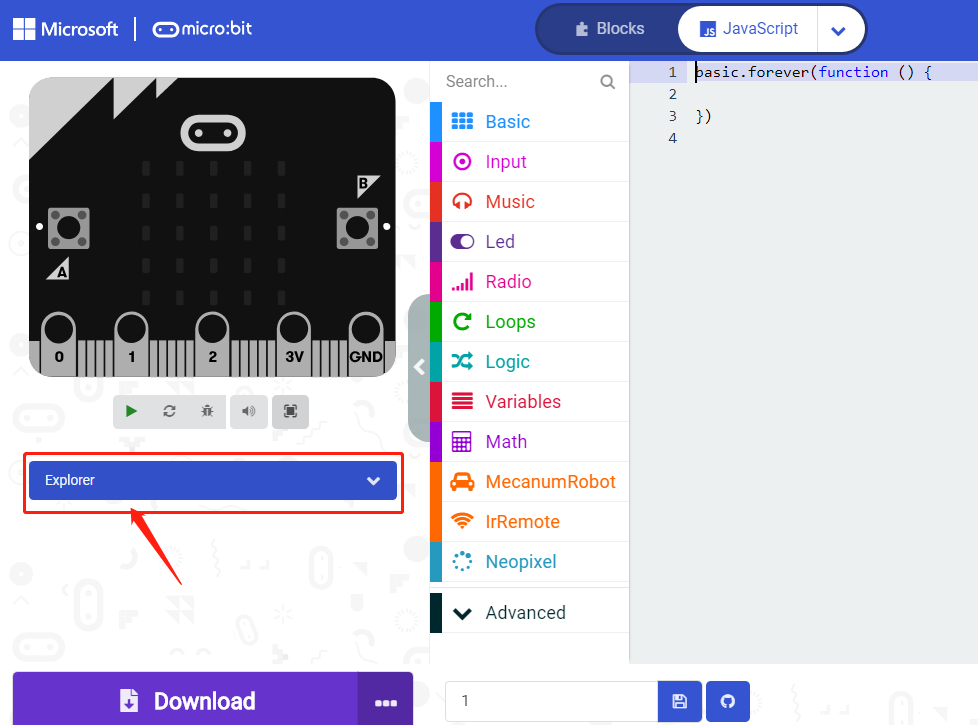 Microsoft micro:bit
Blocks
JS JavaScript
B
A
0 1 2 3V GND
Explorer
Search...
Basic
Input
Music
Led
Radio
Loops
Logic
Variables
Math
MecanumRobot
IrRemote
Neopixel
Advanced
1 basic.forever(function () {
2
3 })
4
Download ...
1